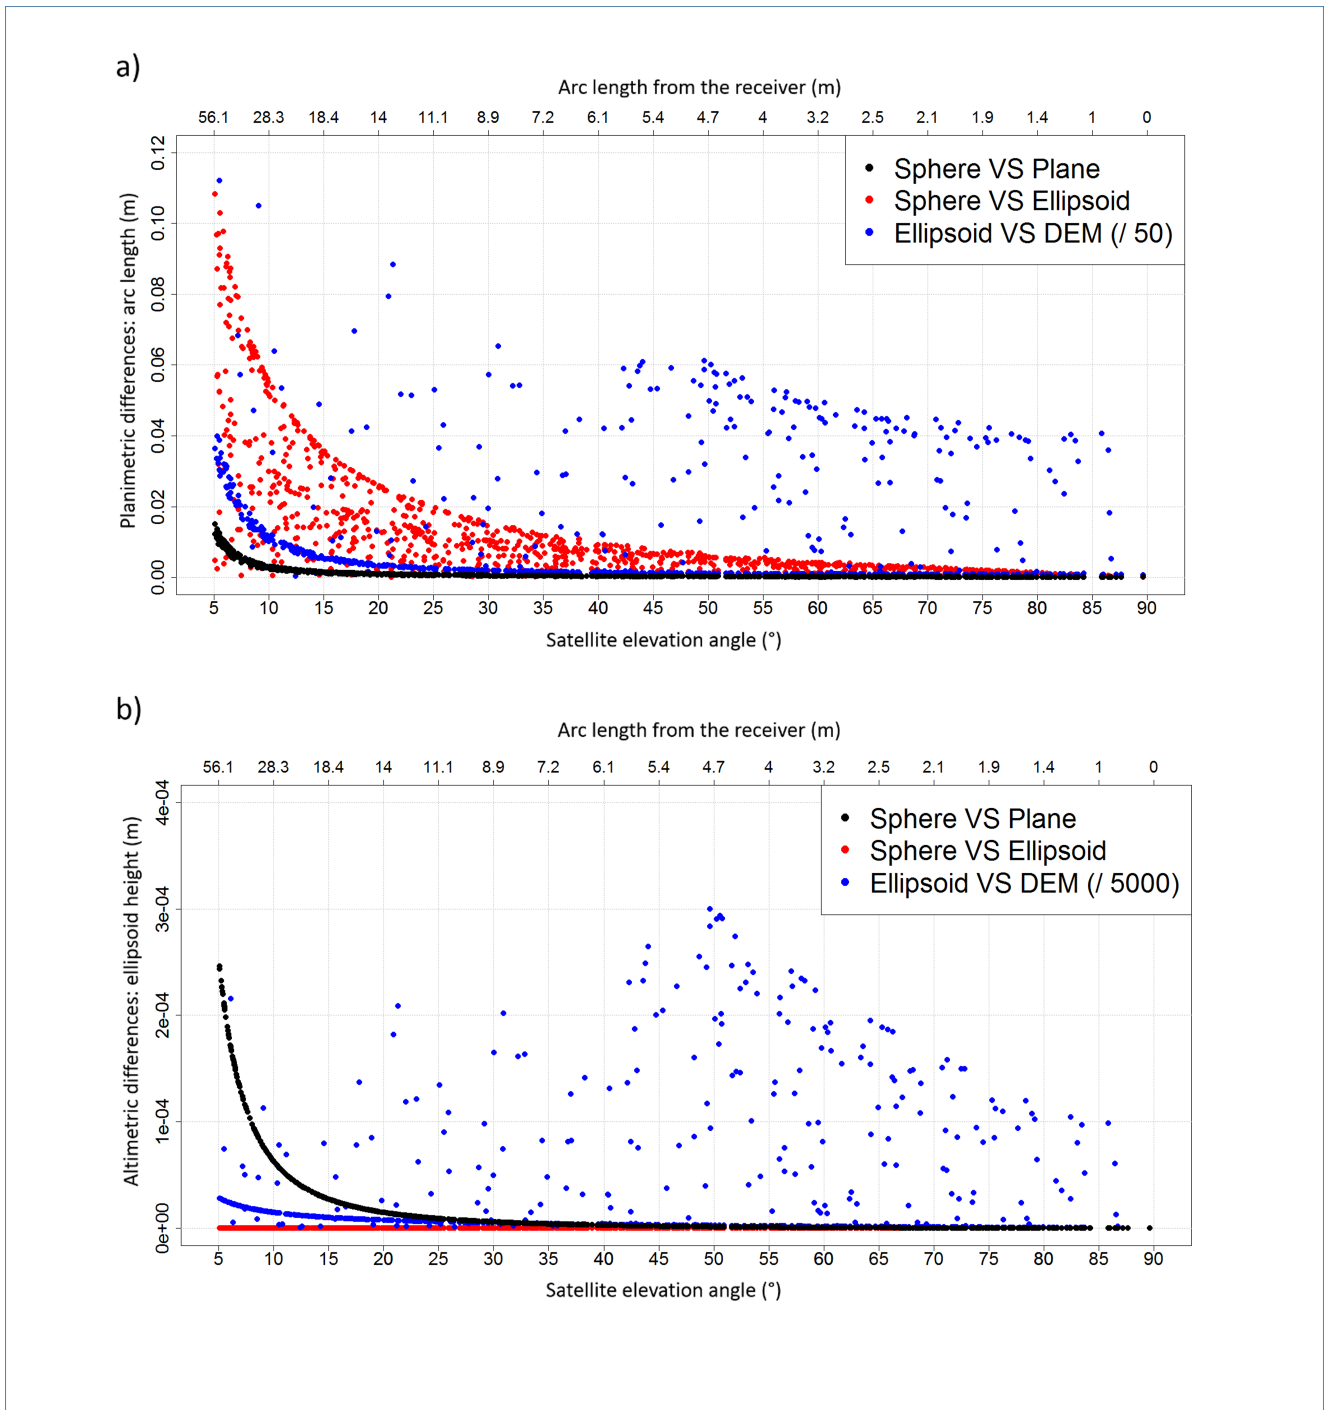 a)
Arc length from the receiver (m)
56.1 28.3 18.4 14 11.1 8.9 7.2 6.1 5.4 4.7 4 3.2 2.5 2.1 1.9 1.4 1 0
Planimetric differences: arc length (m)
0.12
0.10
0.08
0.06
0.04
0.02
0.00
Sphere VS Plane
Sphere VS Ellipsoid
Ellipsoid VS DEM (/ 50)
5 10 15 20 25 30 35 40 45 50 55 60 65 70 75 80 85 90
Satellite elevation angle (°)
b)
Arc length from the receiver (m)
56.1 28.3 18.4 14 11.1 8.9 7.2 6.1 5.4 4.7 4 3.2 2.5 2.1 1.9 1.4 1 0
Altimetric differences: ellipsoid height (m)
4e-04
3e-04
2e-04
1e-04
0e+00
Sphere VS Plane
Sphere VS Ellipsoid
Ellipsoid VS DEM (/ 5000)
5 10 15 20 25 30 35 40 45 50 55 60 65 70 75 80 85 90
Satellite elevation angle (°)